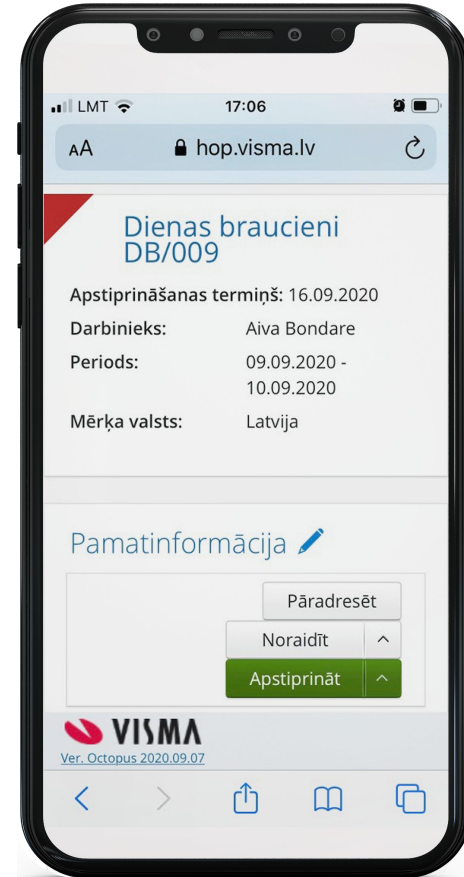 LMT 17:06
AA hop.visma.lv
Dienas braucieni
DB/009
Apstiprināšanas termiņš: 16.09.2020
Darbinieks: Aiva Bondare
Periods: 09.09.2020 -
10.09.2020
Mērķa valsts: Latvija
Pamatinformācija
Pāradresēt
Noraidīt
Apstiprināt
VISMA
Ver. Octopus 2020.09.07